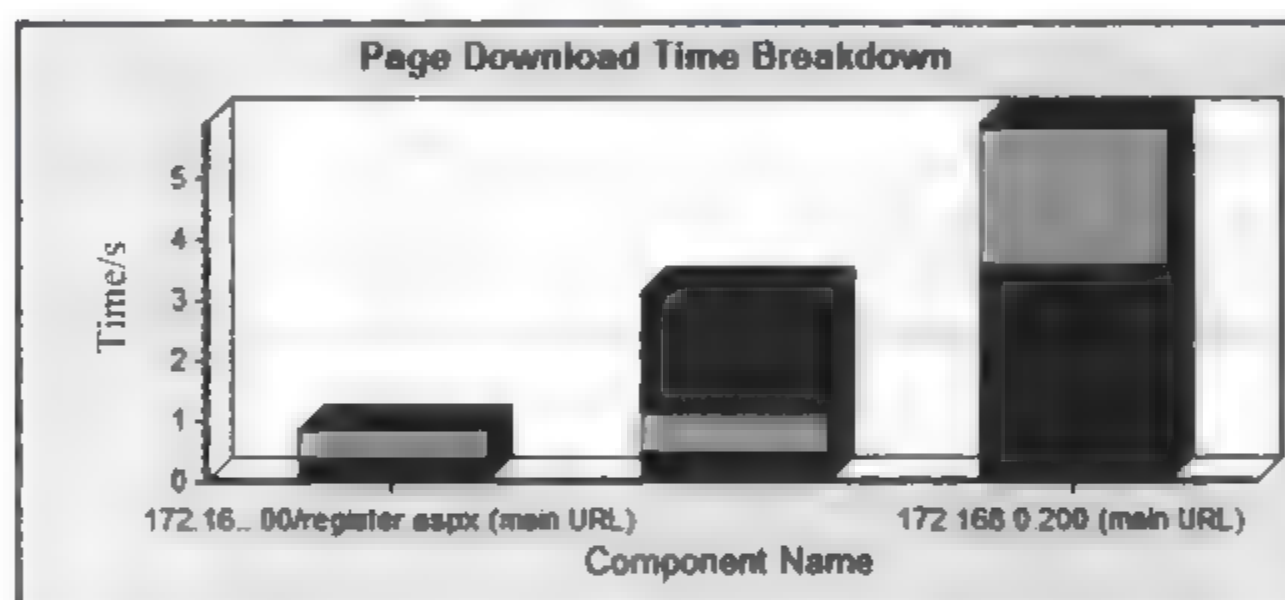 Page Download Time Breakdown
5
4
3
2
1
0
Time/s
172.16... 00/register aspx (main URL)
172 168 0.200 (main URL)
Component Name